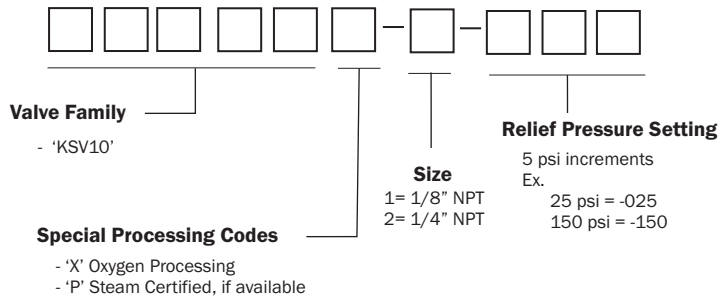 Valve Family
- ‘KSV10’
Special Processing Codes
- ‘X’ Oxygen Processing
- ‘P’ Steam Certified, if available
Size
1= 1/8” NPT
2= 1/4” NPT
Relief Pressure Setting
5 psi increments
Ex.
25 psi = -025
150 psi = -150